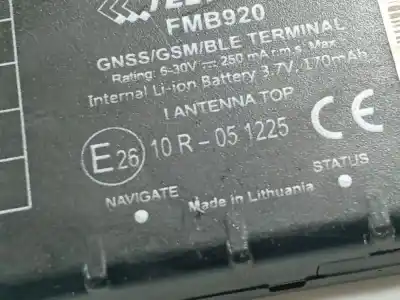 FMB920
GNSS/GSM/BLE TERMINAL
Rating: 6-30V ⎓ 250 mA r.m.s. Max.
Internal Li-ion Battery 3.7V, 170mAh
! ANTENNA TOP
E26 10 R - 05 1225 CE
NAVIGATE STATUS
Made in Lithuania